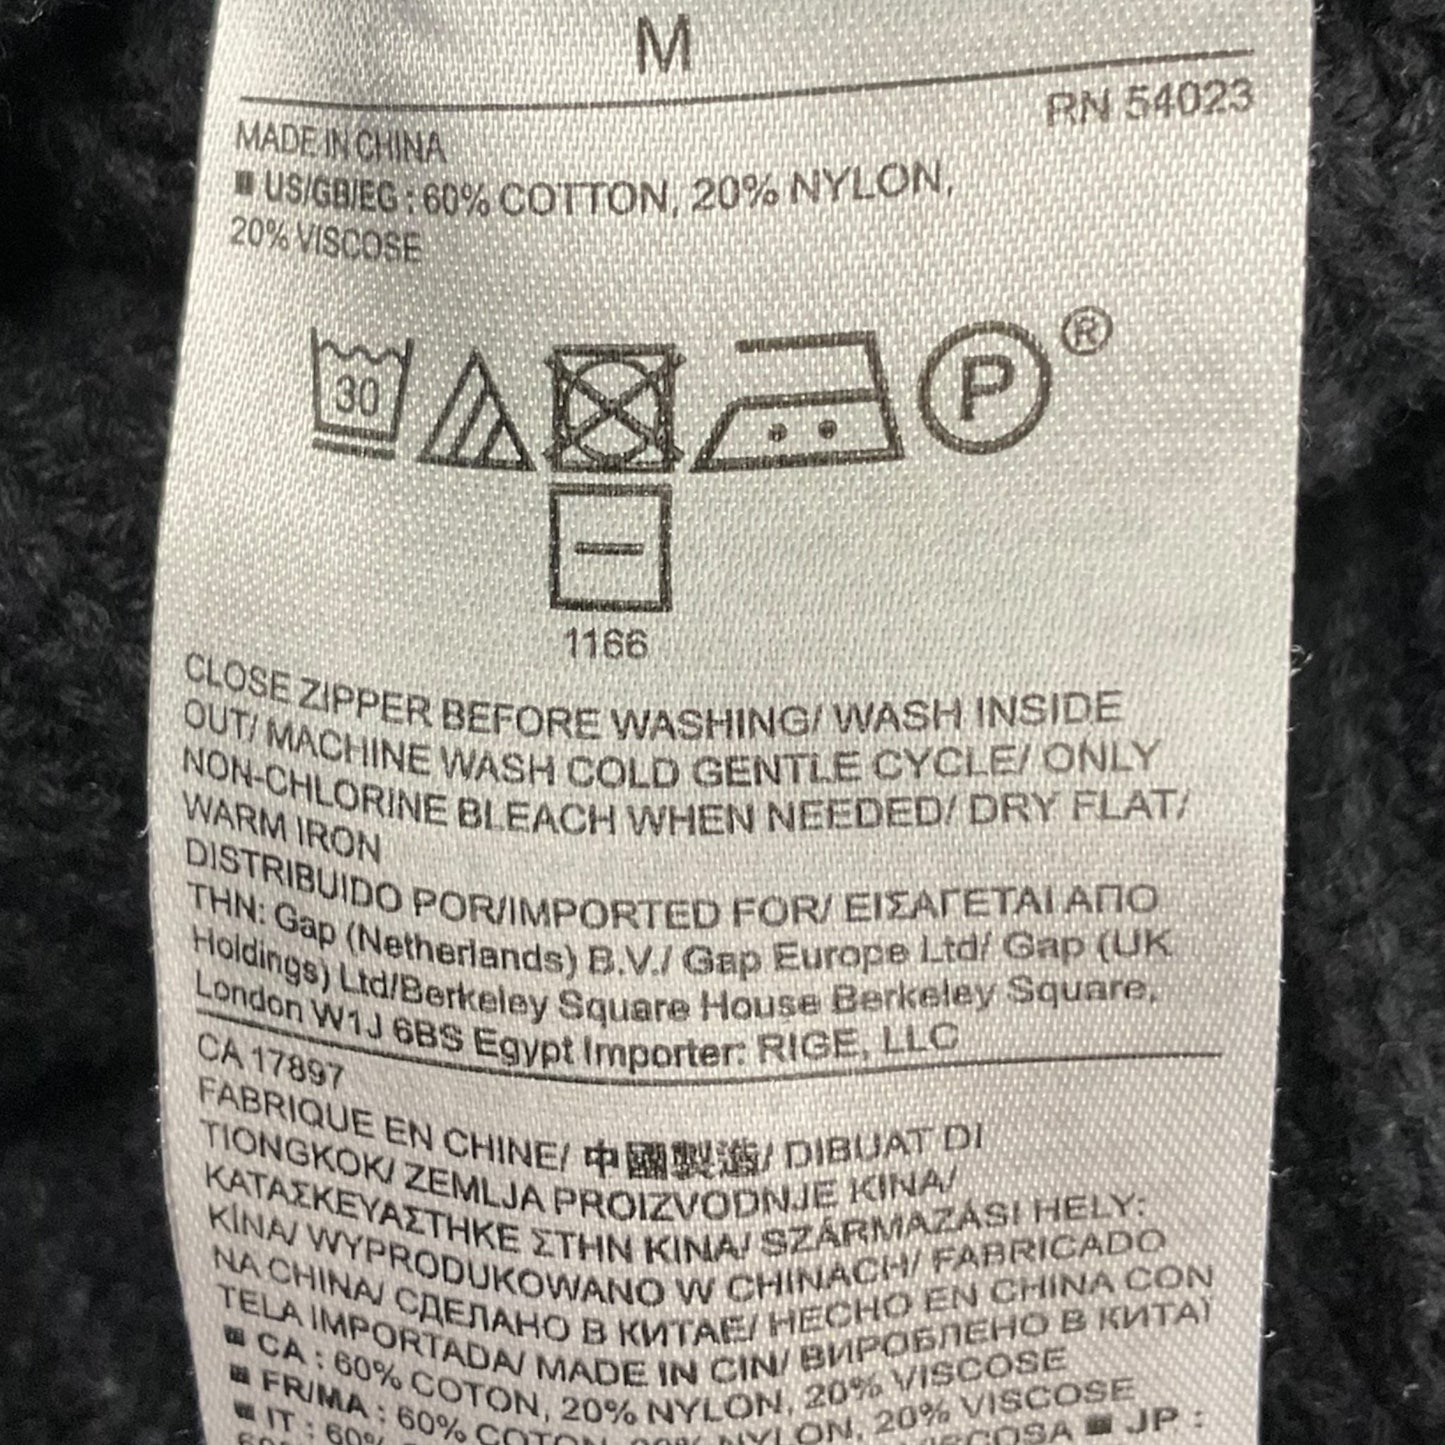 M
RN 54023
MADE IN CHINA
■ US/GB/EG : 60% COTTON, 20% NYLON,
20% VISCOSE
30
P ®
1166
CLOSE ZIPPER BEFORE WASHING/ WASH INSIDE
OUT/ MACHINE WASH COLD GENTLE CYCLE/ ONLY
NON-CHLORINE BLEACH WHEN NEEDED/ DRY FLAT/
WARM IRON
DISTRIBUIDO POR/IMPORTED FOR/ ΕΙΣΑΓΕΤΑΙ ΑΠΟ
ΤΗΝ: Gap (Netherlands) B.V./ Gap Europe Ltd/ Gap (UK
Holdings) Ltd/Berkeley Square House Berkeley Square,
London W1J 6BS Egypt Importer: RIGE, LLC
CA 17897
FABRIQUE EN CHINE/ 中國製造/ DIBUAT DI
TIONGKOK/ ZEMLJA PROIZVODNJE KINA/
ΚΑΤΑΣΚΕΥΑΣΤΗΚΕ ΣΤΗΝ ΚΙΝΑ/ SZÁRMAZÁSI HELY:
KÍNA/ WYPRODUKOWANO W CHINACH/ FABRICADO
NA CHINA/ СДЕЛАНО В КИТАЕ/ HECHO EN CHINA CON
TELA IMPORTADA/ MADE IN CIN/ ВИРОБЛЕНО В КИТАЇ
■ CA : 60% COTON, 20% NYLON, 20% VISCOSE
■ FR/MA : 60% COTON, 20% NYLON, 20% VISCOSE
■ IT : 60% VISCOSA ■ JP :